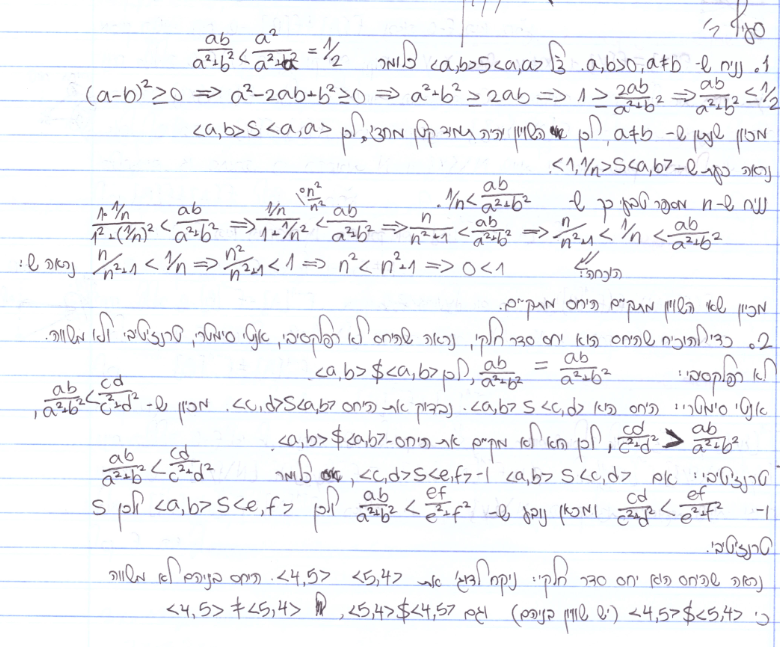 סעיף ב'
1. נניח ש- a,b>0, a≠b. אז <a,b>S<a,a> כלומר ab/a²+b² < a²/a²+a² = 1/2
(a-b)² ≥ 0 ⇒ a²-2ab+b² ≥ 0 ⇒ a²+b² ≥ 2ab ⇒ 1 ≥ 2ab/a²+b² ⇒ ab/a²+b² ≤ 1/2
מכיון שנתון ש- a≠b, לכן השויון יהיה תמיד קטן מחצי, לכן <a,b> S <a,a>
נראה כעת ש- <1,1/n>S<a,b>.
נניח ש-n מספר טבעי כך ש- 1/n < ab/a²+b².
1·1/n / 1²+(1/n)² < ab/a²+b² ⇒ 1/n / 1+1/n² < ab/a²+b² ⇒ n/n²+1 < ab/a²+b² ⇒ n/n²+1 < 1/n < ab/a²+b²
הוכחה
נראה ש: n/n²+1 < 1/n ⇒ n²/n²+1 < 1 ⇒ n² < n²+1 ⇒ 0<1
מכיון שאי השויון מתקיים היחס מתקיים.
2. כדי להוכיח שהיחס הוא יחס סדר חלקי, נראה שהיחס לא רפלקסיבי, אנטי סימטרי, טרנזיטיבי ולא משווה.
לא רפלקסיבי: ab/a²+b² = ab/a²+b², לכן <a,b> $ <a,b>.
אנטי סימטרי: היחס הוא <a,b> S <c,d>. נבדוק את היחס <c,d>S<a,b>. מכיון ש- ab/a²+b² < cd/c²+d²,
cd/c²+d² > ab/a²+b², לכן הוא לא מקיים את היחס- <a,b>$<a,b>.
טרנזיטיבי: אם <a,b> S <c,d> ו- <c,d>S<e,f>, כלומר ab/a²+b² < cd/c²+d²
ו- cd/c²+d² < ef/e²+f² ומכאן נובע ש- ab/a²+b² < ef/e²+f² לכן <a,b> S <e,f> לכן S
טרנזיטיבי.
נראה שהיחס הוא יחס סדר חלקי: ניקח לדוג' את <5,4> <4,5>. היחס בניהם לא משווה
כי <4,5>$<5,4> (יש שויון בניהם) וגם <5,4>$<4,5>, <4,5> ≠ <5,4>